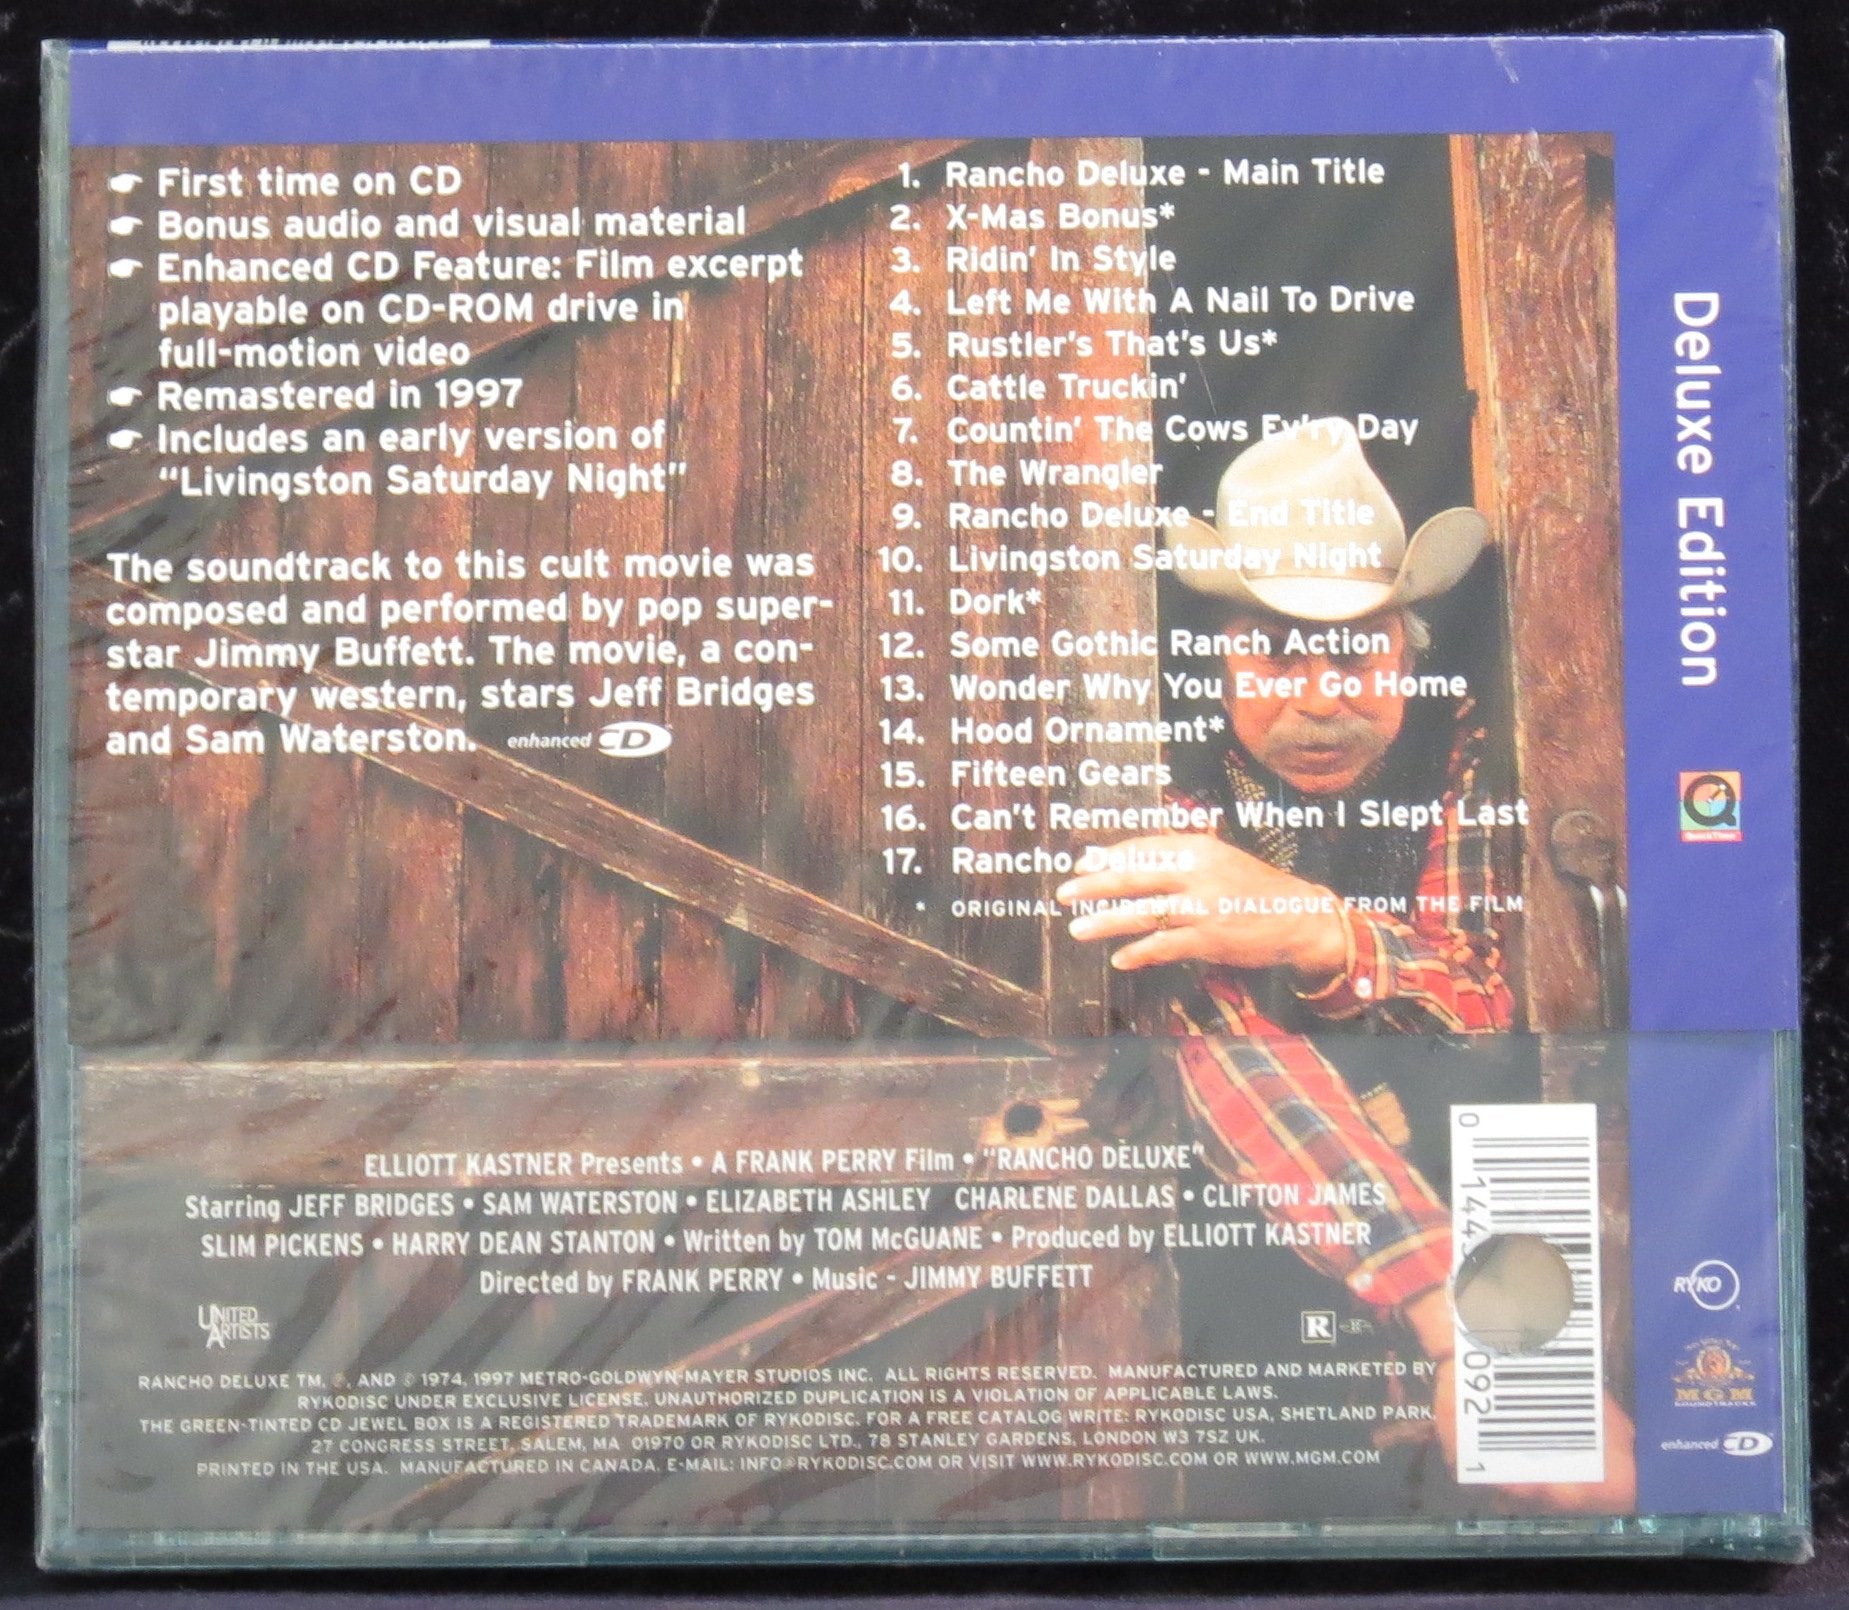 ☛ First time on CD
☛ Bonus audio and visual material
☛ Enhanced CD Feature: Film excerpt
playable on CD-ROM drive in
full-motion video
☛ Remastered in 1997
☛ Includes an early version of
“Livingston Saturday Night”
The soundtrack to this cult movie was
composed and performed by pop super-
star Jimmy Buffett. The movie, a con-
temporary western, stars Jeff Bridges
and Sam Waterston. enhanced CD
1. Rancho Deluxe - Main Title
2. X-Mas Bonus*
3. Ridin’ In Style
4. Left Me With A Nail To Drive
5. Rustler’s That’s Us*
6. Cattle Truckin’
7. Countin’ The Cows Ev’ry Day
8. The Wrangler
9. Rancho Deluxe - End Title
10. Livingston Saturday Night
11. Dork*
12. Some Gothic Ranch Action
13. Wonder Why You Ever Go Home
14. Hood Ornament*
15. Fifteen Gears
16. Can’t Remember When I Slept Last
17. Rancho Deluxe
* ORIGINAL INCIDENTAL DIALOGUE FROM THE FILM
Deluxe Edition
QuickTime
ELLIOTT KASTNER Presents • A FRANK PERRY Film • “RANCHO DELUXE”
Starring JEFF BRIDGES • SAM WATERSTON • ELIZABETH ASHLEY CHARLENE DALLAS • CLIFTON JAMES
SLIM PICKENS • HARRY DEAN STANTON • Written by TOM McGUANE • Produced by ELLIOTT KASTNER
Directed by FRANK PERRY • Music - JIMMY BUFFETT
UNITED
ARTISTS
R
RANCHO DELUXE TM, ℗, AND © 1974, 1997 METRO-GOLDWYN-MAYER STUDIOS INC. ALL RIGHTS RESERVED. MANUFACTURED AND MARKETED BY
RYKODISC UNDER EXCLUSIVE LICENSE. UNAUTHORIZED DUPLICATION IS A VIOLATION OF APPLICABLE LAWS.
THE GREEN-TINTED CD JEWEL BOX IS A REGISTERED TRADEMARK OF RYKODISC. FOR A FREE CATALOG WRITE: RYKODISC USA, SHETLAND PARK,
27 CONGRESS STREET, SALEM, MA 01970 OR RYKODISC LTD., 78 STANLEY GARDENS, LONDON W3 7SZ UK.
PRINTED IN THE USA. MANUFACTURED IN CANADA. E-MAIL: INFO@RYKODISC.COM OR VISIT WWW.RYKODISC.COM OR WWW.MGM.COM
0 1443 092 1
RYKO
MGM
SOUNDTRACKS
enhanced CD